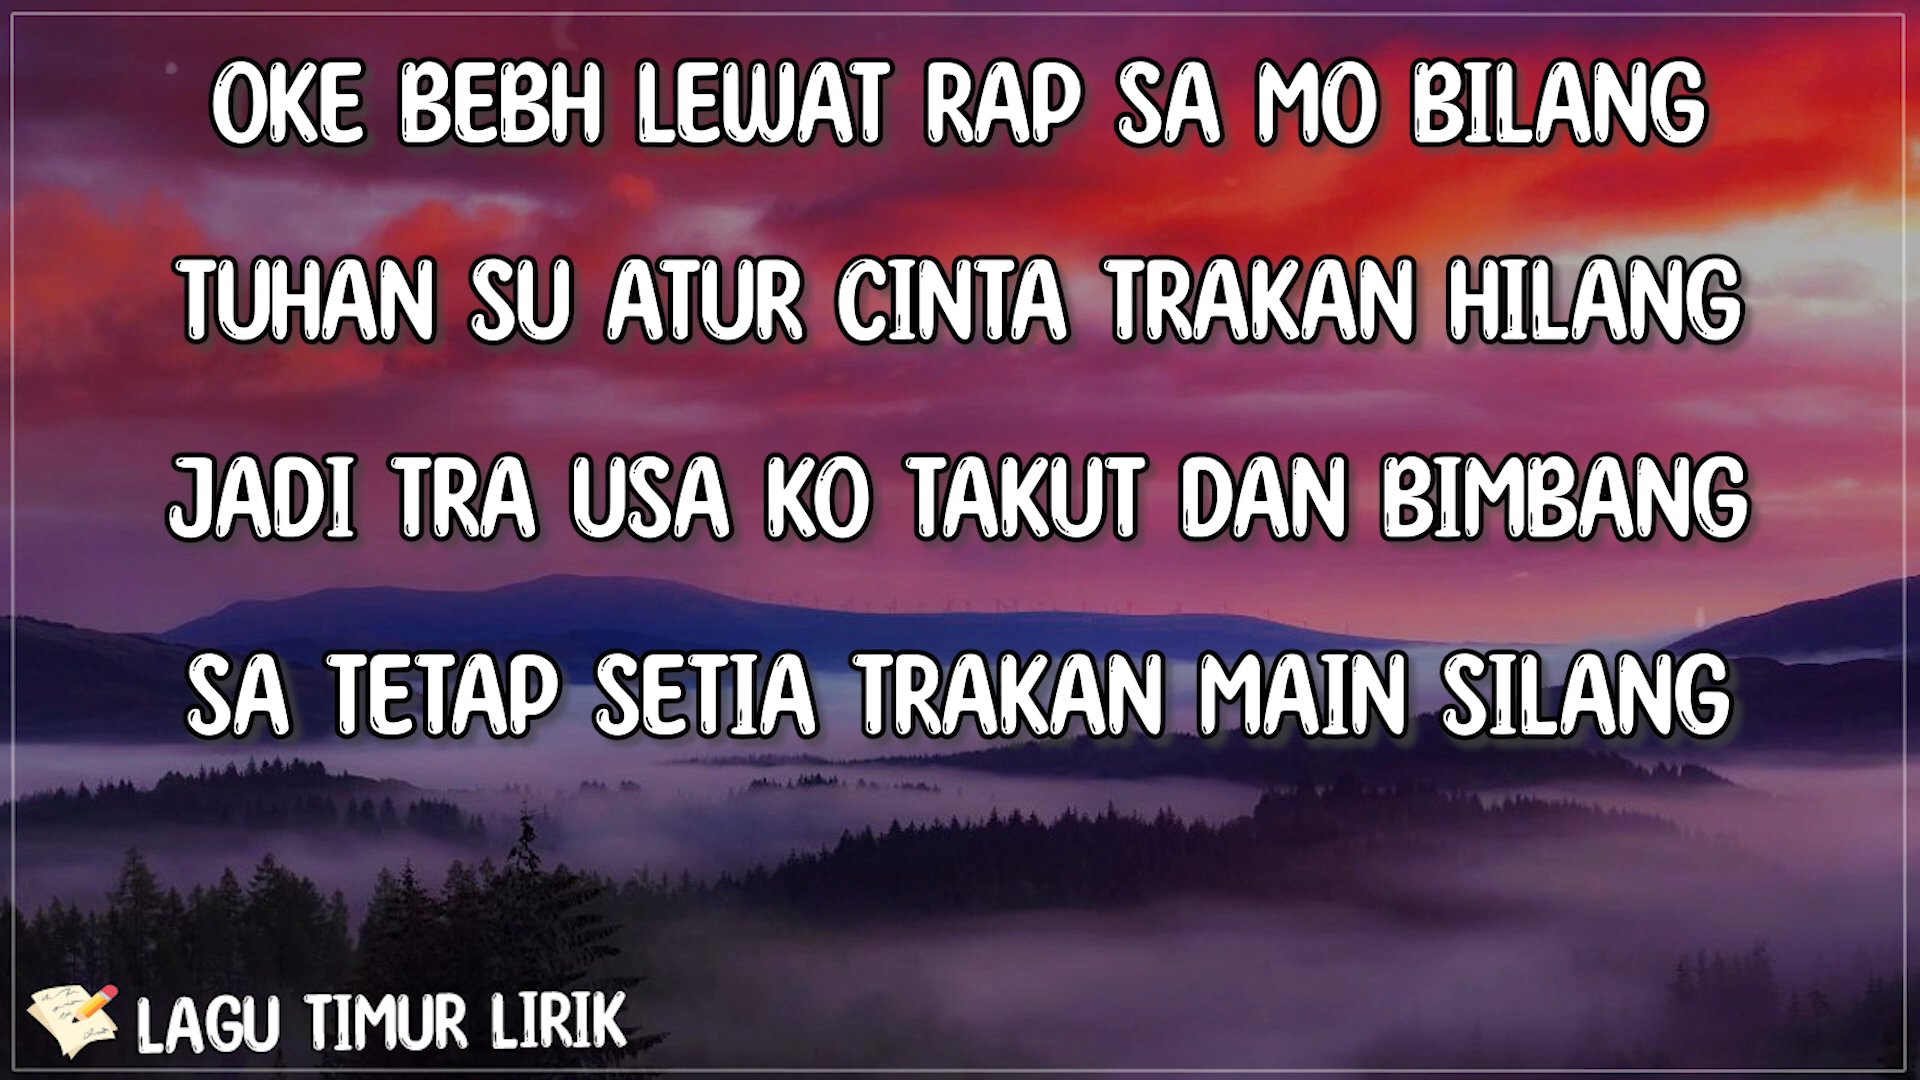 OKE BEBH LEWAT RAP SA MO BILANG
TUHAN SU ATUR CINTA TRAKAN HILANG
JADI TRA USA KO TAKUT DAN BIMBANG
SA TETAP SETIA TRAKAN MAIN SILANG
LAGU TIMUR LIRIK